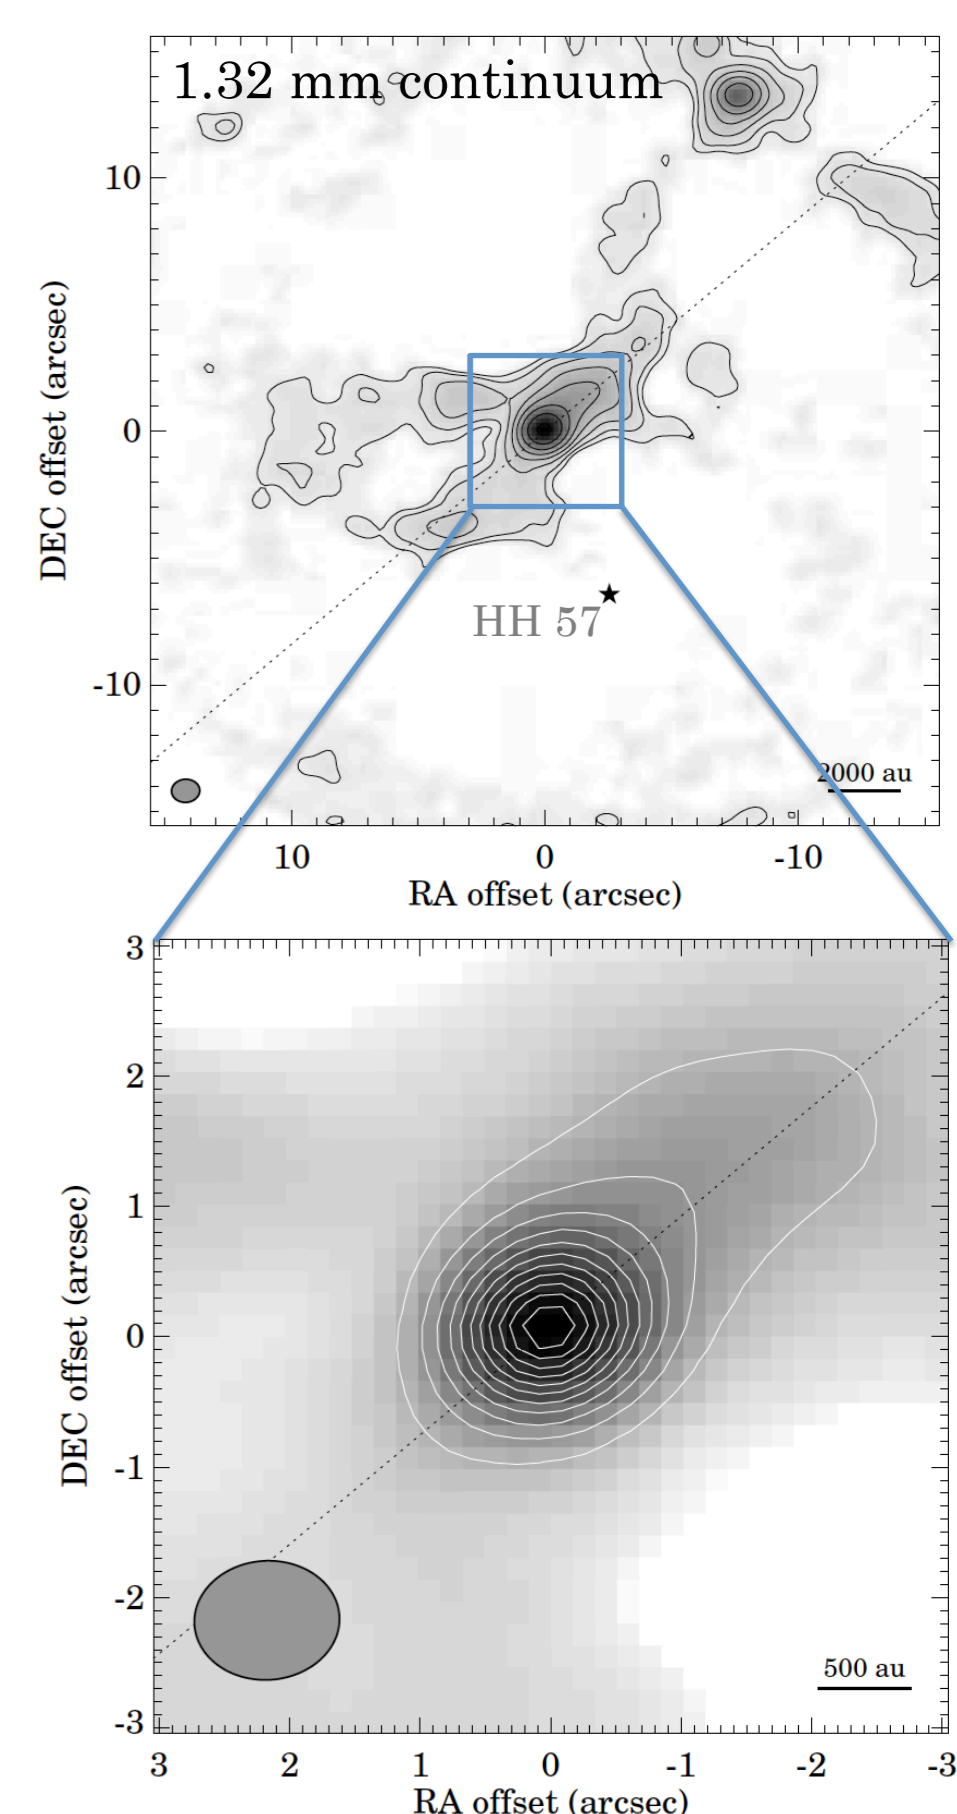 1.32 mm continuum
10
0
-10
DEC offset (arcsec)
HH 57
2000 au
10 0 -10
RA offset (arcsec)
3
2
1
0
-1
-2
-3
DEC offset (arcsec)
500 au
3 2 1 0 -1 -2 -3
RA offset (arcsec)